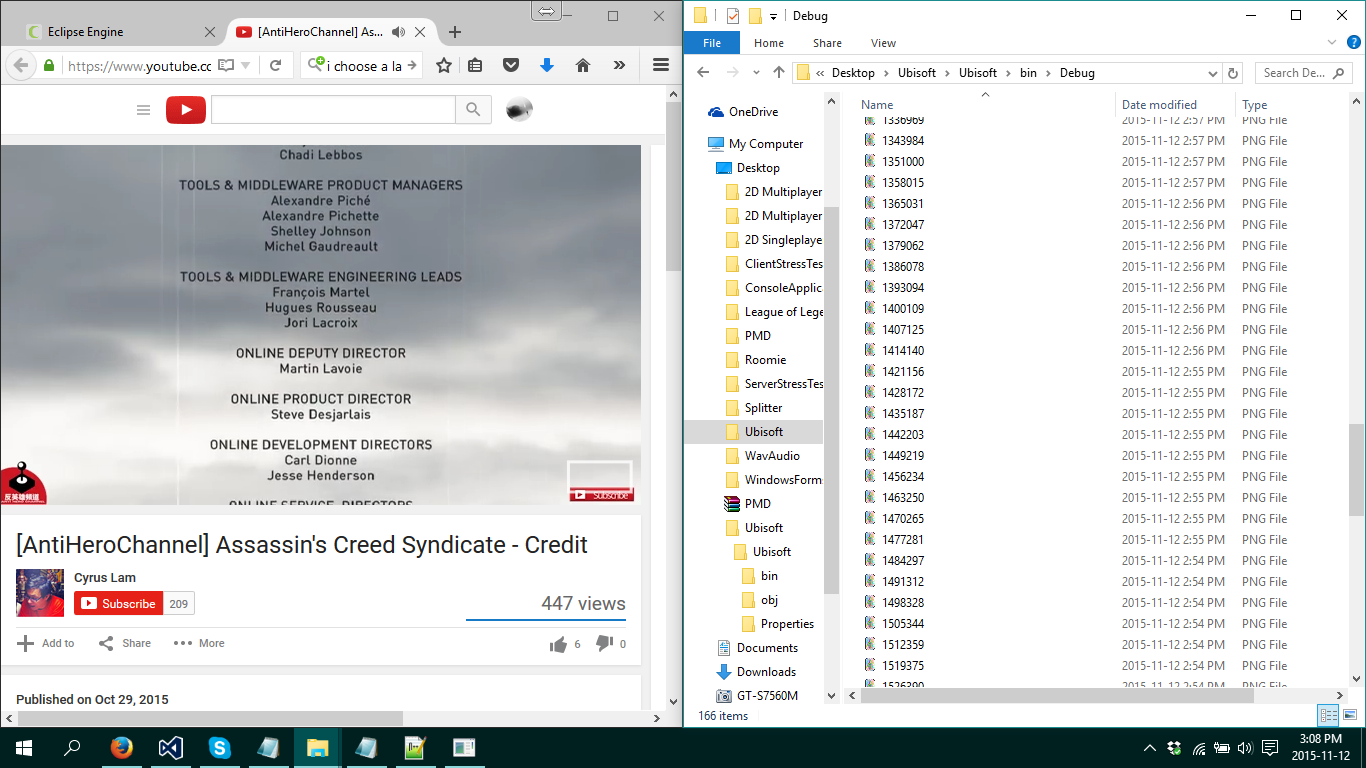 Eclipse Engine
[AntiHeroChannel] As...
https://www.youtube.cc
i choose a la
Chadi Lebbos
TOOLS & MIDDLEWARE PRODUCT MANAGERS
Alexandre Piché
Alexandre Pichette
Shelley Johnson
Michel Gaudreault
TOOLS & MIDDLEWARE ENGINEERING LEADS
François Martel
Hugues Rousseau
Jori Lacroix
ONLINE DEPUTY DIRECTOR
Martin Lavoie
ONLINE PRODUCT DIRECTOR
Steve Desjarlais
ONLINE DEVELOPMENT DIRECTORS
Carl Dionne
Jesse Henderson
ONLINE SERVICE DIRECTORS
反英雄頻道
Subscribe
[AntiHeroChannel] Assassin's Creed Syndicate - Credit
Cyrus Lam
Subscribe 209
447 views
Add to Share More 6 0
Published on Oct 29, 2015
Debug
File Home Share View
« Desktop Ubisoft Ubisoft bin Debug
Search De...
OneDrive
My Computer
Desktop
2D Multiplayer
2D Multiplayer
2D Singleplaye
ClientStressTes
ConsoleApplica
League of Lege
PMD
Roomie
ServerStressTes
Splitter
Ubisoft
WavAudio
WindowsForm
PMD
Ubisoft
Ubisoft
bin
obj
Properties
Documents
Downloads
GT-S7560M
Name Date modified Type
1336969 2015-11-12 2:57 PM PNG File
1343984 2015-11-12 2:57 PM PNG File
1351000 2015-11-12 2:57 PM PNG File
1358015 2015-11-12 2:57 PM PNG File
1365031 2015-11-12 2:56 PM PNG File
1372047 2015-11-12 2:56 PM PNG File
1379062 2015-11-12 2:56 PM PNG File
1386078 2015-11-12 2:56 PM PNG File
1393094 2015-11-12 2:56 PM PNG File
1400109 2015-11-12 2:56 PM PNG File
1407125 2015-11-12 2:56 PM PNG File
1414140 2015-11-12 2:56 PM PNG File
1421156 2015-11-12 2:55 PM PNG File
1428172 2015-11-12 2:55 PM PNG File
1435187 2015-11-12 2:55 PM PNG File
1442203 2015-11-12 2:55 PM PNG File
1449219 2015-11-12 2:55 PM PNG File
1456234 2015-11-12 2:55 PM PNG File
1463250 2015-11-12 2:55 PM PNG File
1470265 2015-11-12 2:55 PM PNG File
1477281 2015-11-12 2:55 PM PNG File
1484297 2015-11-12 2:54 PM PNG File
1491312 2015-11-12 2:54 PM PNG File
1498328 2015-11-12 2:54 PM PNG File
1505344 2015-11-12 2:54 PM PNG File
1512359 2015-11-12 2:54 PM PNG File
1519375 2015-11-12 2:54 PM PNG File
1526390 2015-11-12 2:54 PM PNG File
166 items
3:08 PM
2015-11-12